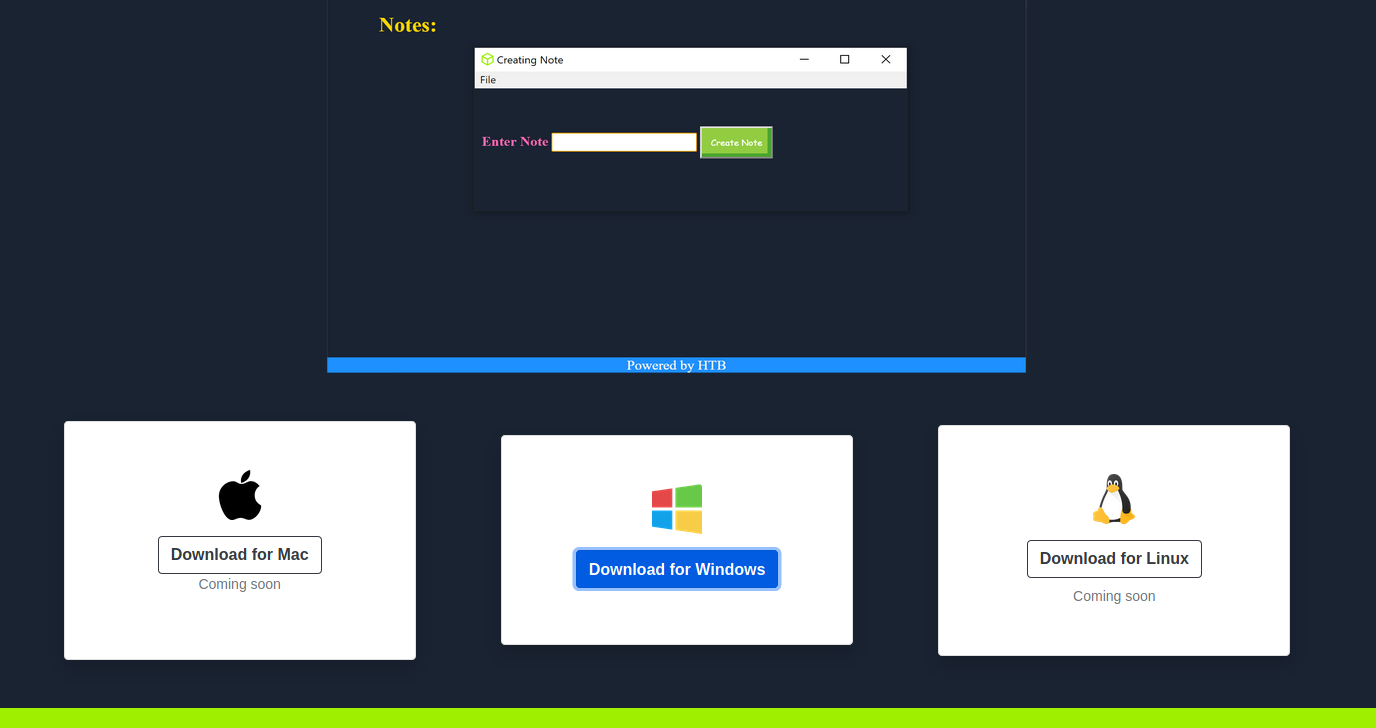 Notes:
Creating Note
File
Enter Note Create Note
Powered by HTB
Download for Mac
Coming soon
Download for Windows
Download for Linux
Coming soon